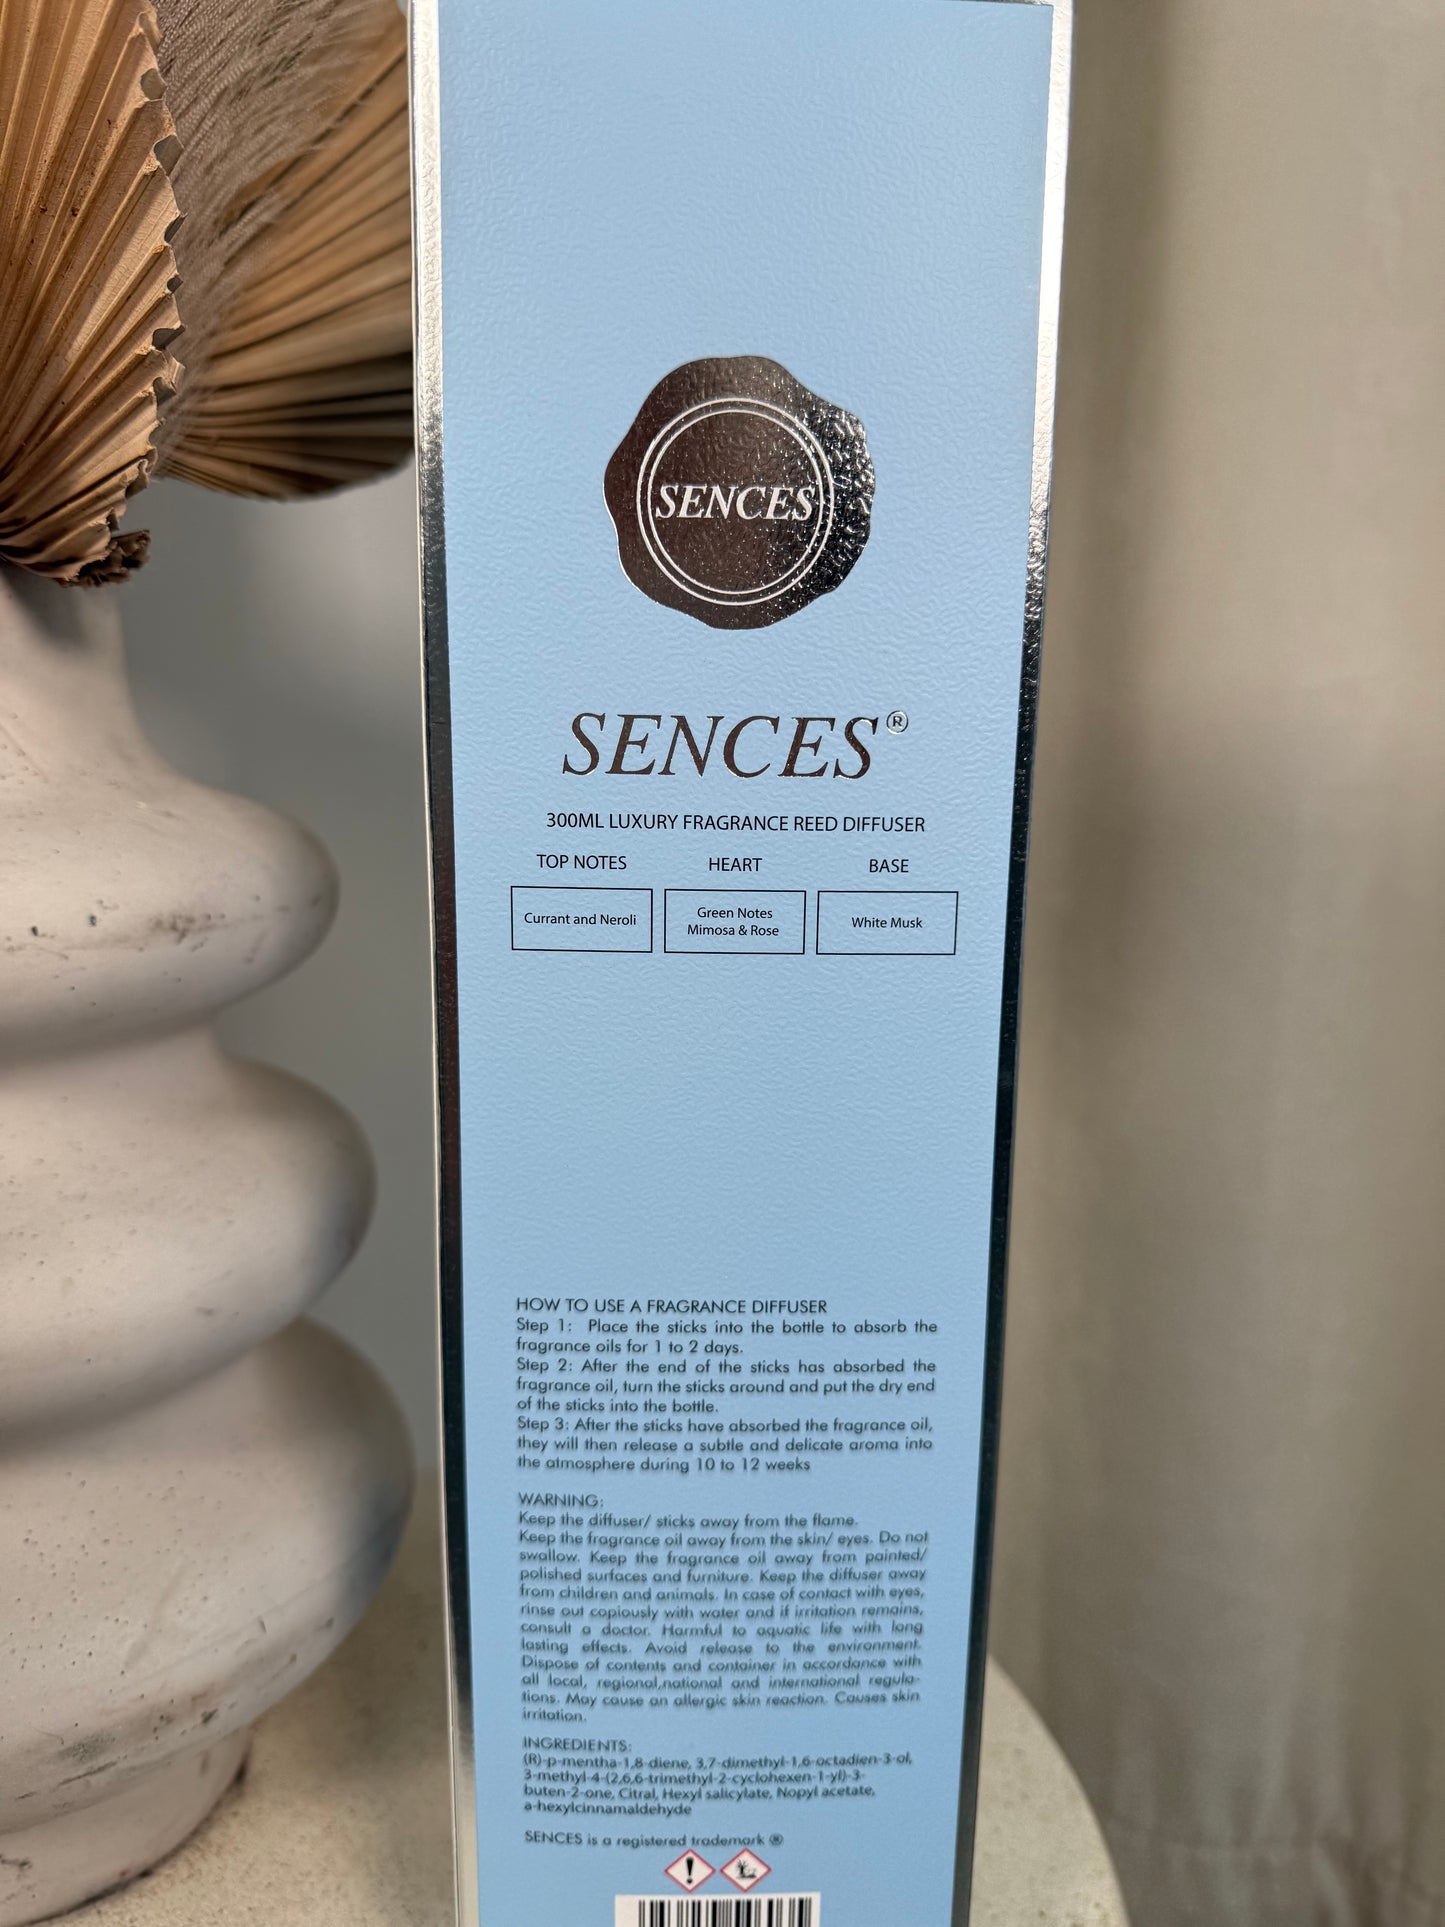 SENCES
SENCES®
300ML LUXURY FRAGRANCE REED DIFFUSER
TOP NOTES HEART BASE
Currant and Neroli
Green Notes
Mimosa & Rose
White Musk
HOW TO USE A FRAGRANCE DIFFUSER
Step 1: Place the sticks into the bottle to absorb the
fragrance oils for 1 to 2 days.
Step 2: After the end of the sticks has absorbed the
fragrance oil, turn the sticks around and put the dry end
of the sticks into the bottle.
Step 3: After the sticks have absorbed the fragrance oil,
they will then release a subtle and delicate aroma into
the atmosphere during 10 to 12 weeks
WARNING:
Keep the diffuser/ sticks away from the flame.
Keep the fragrance oil away from the skin/ eyes. Do not
swallow. Keep the fragrance oil away from painted/
polished surfaces and furniture. Keep the diffuser away
from children and animals. In case of contact with eyes,
rinse out copiously with water and if irritation remains,
consult a doctor. Harmful to aquatic life with long
lasting effects. Avoid release to the environment.
Dispose of contents and container in accordance with
all local, regional,national and international regula-
tions. May cause an allergic skin reaction. Causes skin
irritation.
INGREDIENTS:
(R)-p-mentha-1,8-diene, 3,7-dimethyl-1,6-octadien-3-ol,
3-methyl-4-(2,6,6-trimethyl-2-cyclohexen-1-yl)-3-
buten-2-one, Citral, Hexyl salicylate, Nopyl acetate,
a-hexylcinnamaldehyde
SENCES is a registered trademark ®